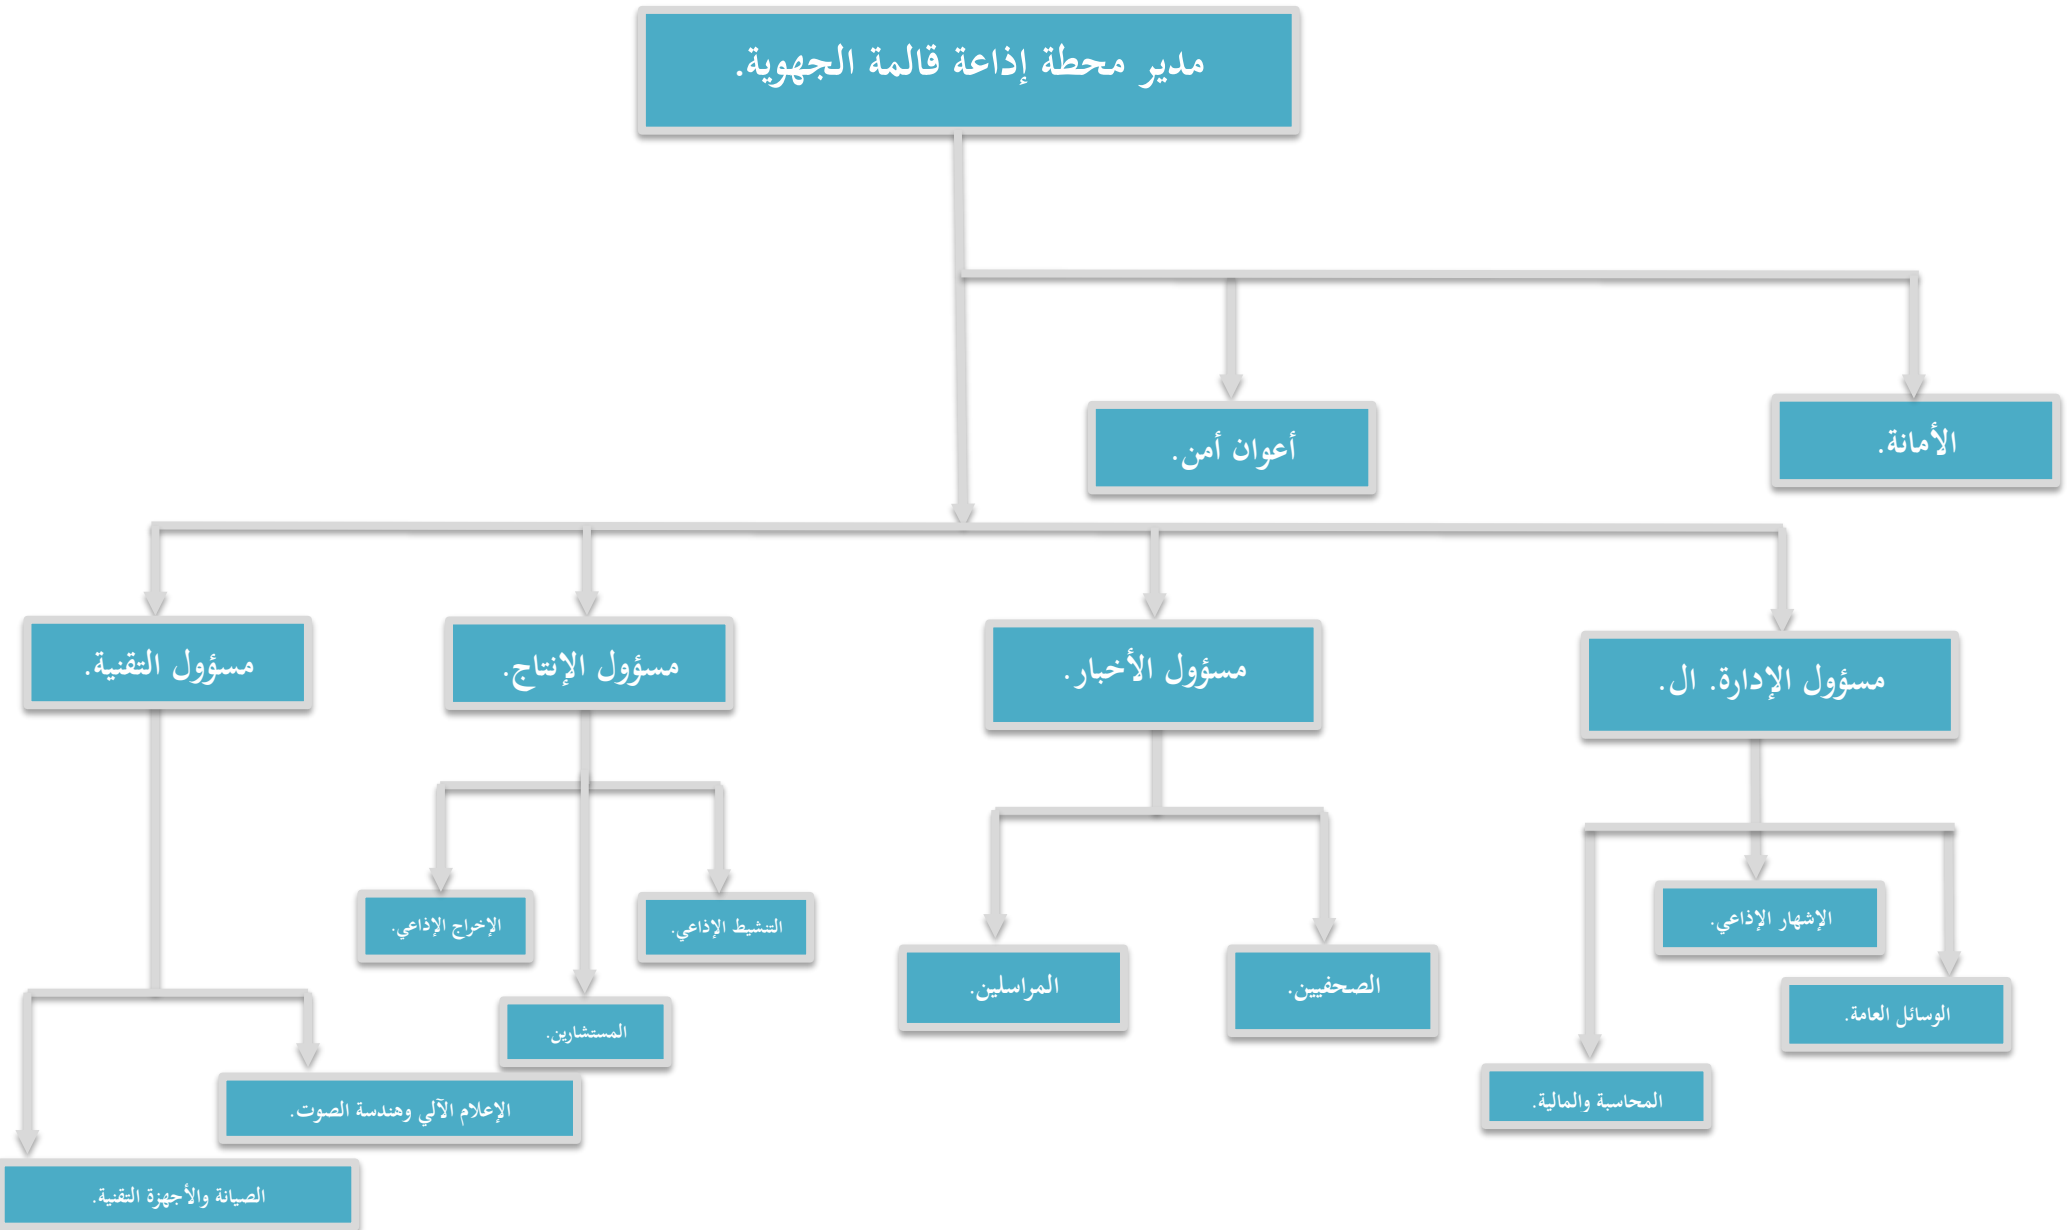 مدير محطة إذاعة قالمة الجهوية.
الأمانة.
أعوان أمن.
مسؤول الإدارة. ال.
مسؤول الأخبار.
مسؤول الإنتاج.
مسؤول التقنية.
الإشهار الإذاعي.
الوسائل العامة.
المحاسبة والمالية.
الصحفيين.
المراسلين.
التنشيط الإذاعي.
الإخراج الإذاعي.
المستشارين.
الإعلام الآلي وهندسة الصوت.
الصيانة والأجهزة التقنية.